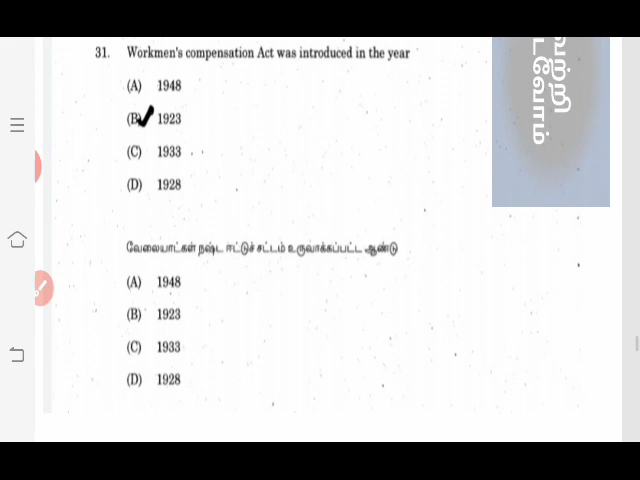 31. Workmen's compensation Act was introduced in the year
(A) 1948
(B) 1923
(C) 1933
(D) 1928
வேலையாட்கள் நஷ்ட ஈட்டுச் சட்டம் உருவாக்கப்பட்ட ஆண்டு
(A) 1948
(B) 1923
(C) 1933
(D) 1928
வெற்றி